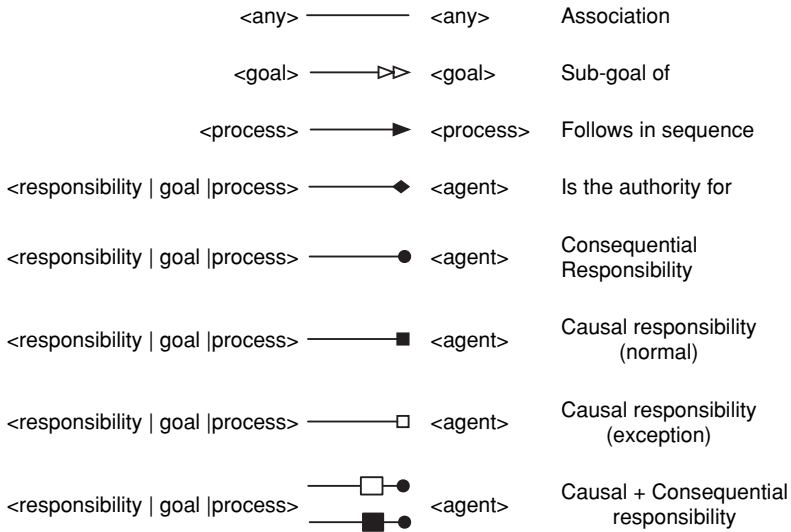 <any> <any> Association
<goal> <goal> Sub-goal of
<process> <process> Follows in sequence
<responsibility | goal |process> <agent> Is the authority for
<responsibility | goal |process> <agent> Consequential
Responsibility
<responsibility | goal |process> <agent> Causal responsibility
(normal)
<responsibility | goal |process> <agent> Causal responsibility
(exception)
<responsibility | goal |process> <agent> Causal + Consequential
responsibility